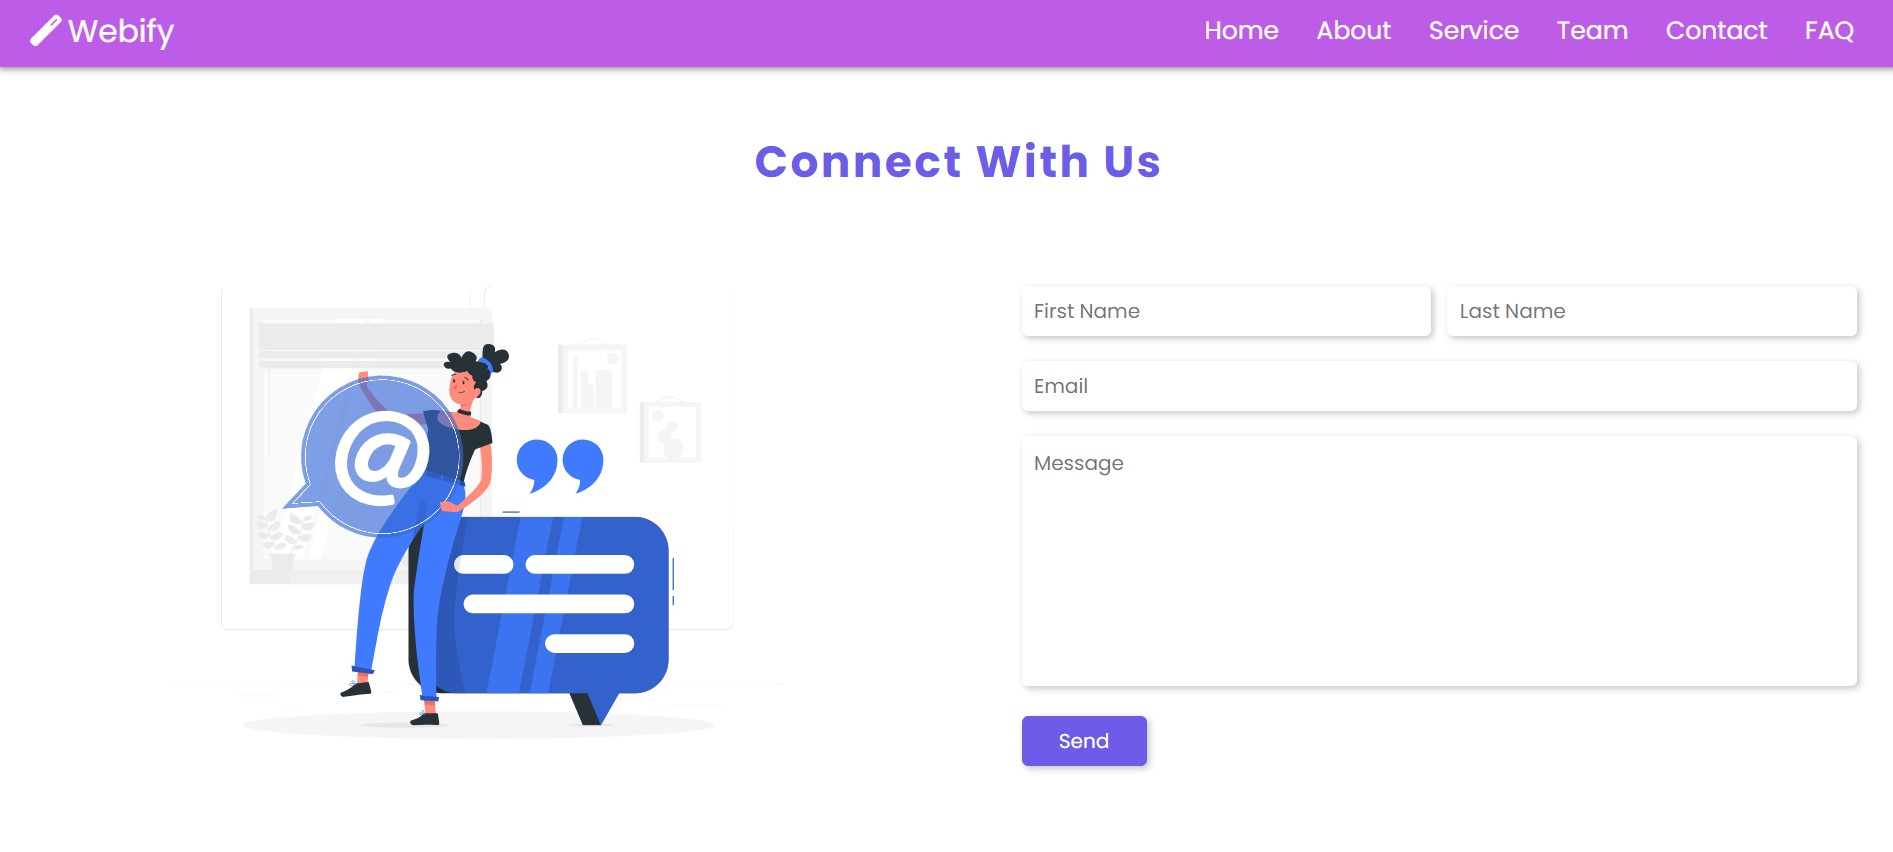 Webify
Home About Service Team Contact FAQ
Connect With Us
First Name Last Name
Email
Message
@
Send